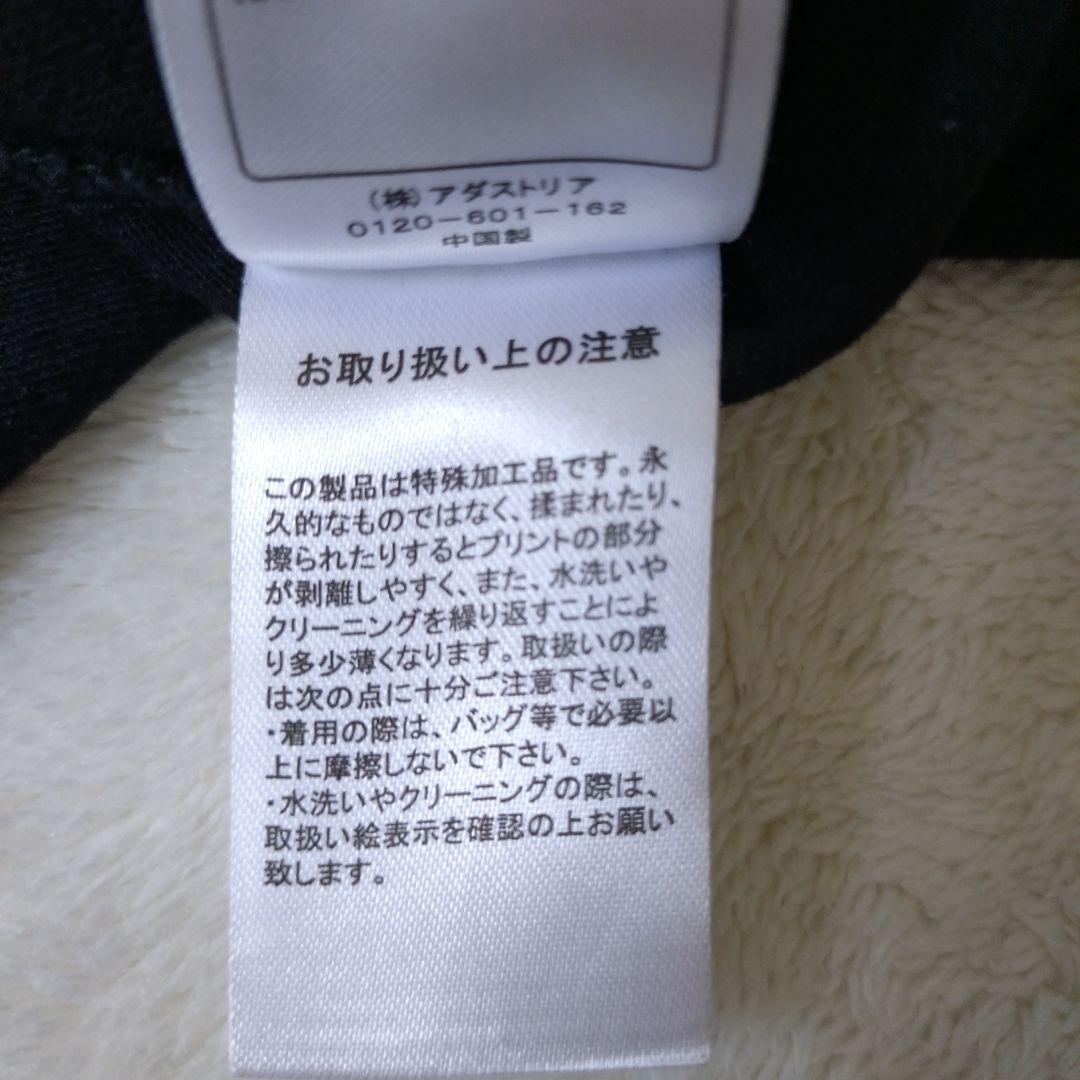 （株）アダストリア
0120-601-162
中国製
お取り扱い上の注意
この製品は特殊加工品です。永
久的なものではなく、揉まれたり、
擦られたりするとプリントの部分
が剥離しやすく、また、水洗いや
クリーニングを繰り返すことによ
り多少薄くなります。取扱いの際
は次の点に十分ご注意下さい。
・着用の際は、バッグ等で必要以
上に摩擦しないで下さい。
・水洗いやクリーニングの際は、
取扱い絵表示を確認の上お願い
致します。